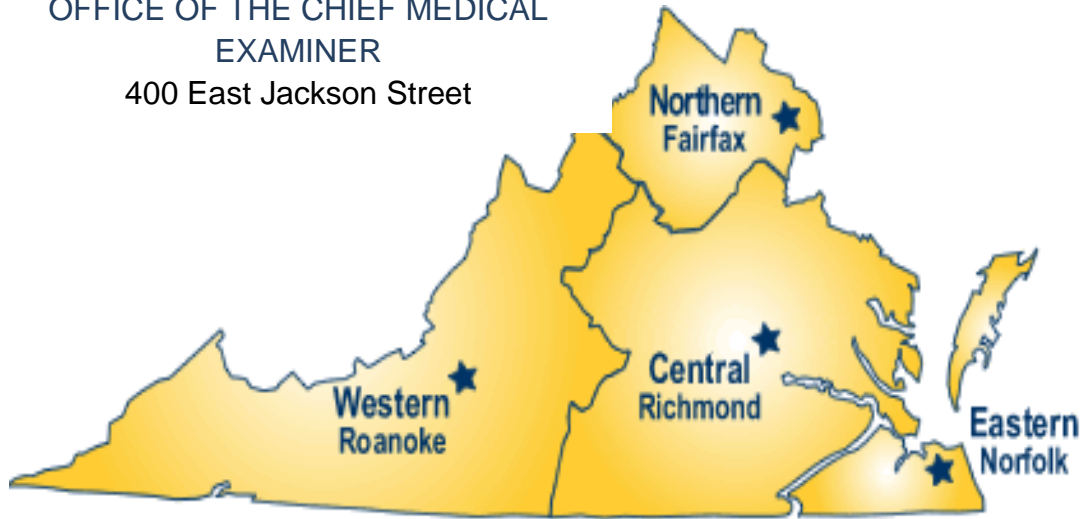 OFFICE OF THE CHIEF MEDICAL
EXAMINER
400 East Jackson Street
Northern
Fairfax
Central
Richmond
Western
Roanoke
Eastern
Norfolk